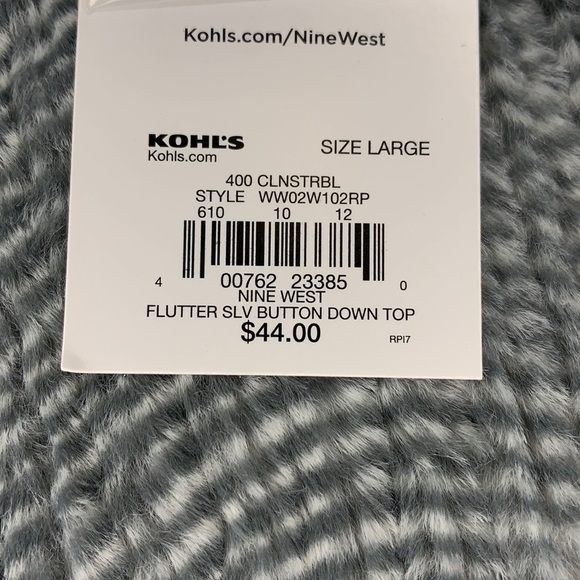 Kohls.com/NineWest
KOHL'S SIZE LARGE
Kohls.com
400 CLNSTRBL
STYLE WW02W102RP
610 10 12
4 00762 23385 0
NINE WEST
FLUTTER SLV BUTTON DOWN TOP
$44.00 RPI7